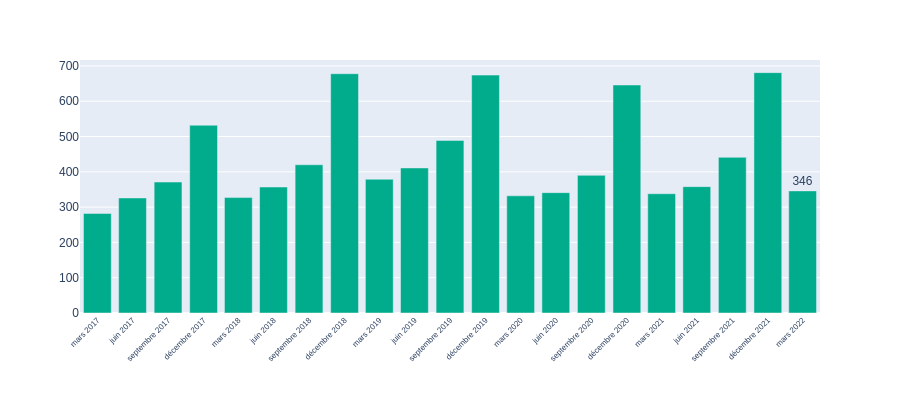 700
600
500
400
300
200
100
0
346
mars 2017
juin 2017
septembre 2017
décembre 2017
mars 2018
juin 2018
septembre 2018
décembre 2018
mars 2019
juin 2019
septembre 2019
décembre 2019
mars 2020
juin 2020
septembre 2020
décembre 2020
mars 2021
juin 2021
septembre 2021
décembre 2021
mars 2022